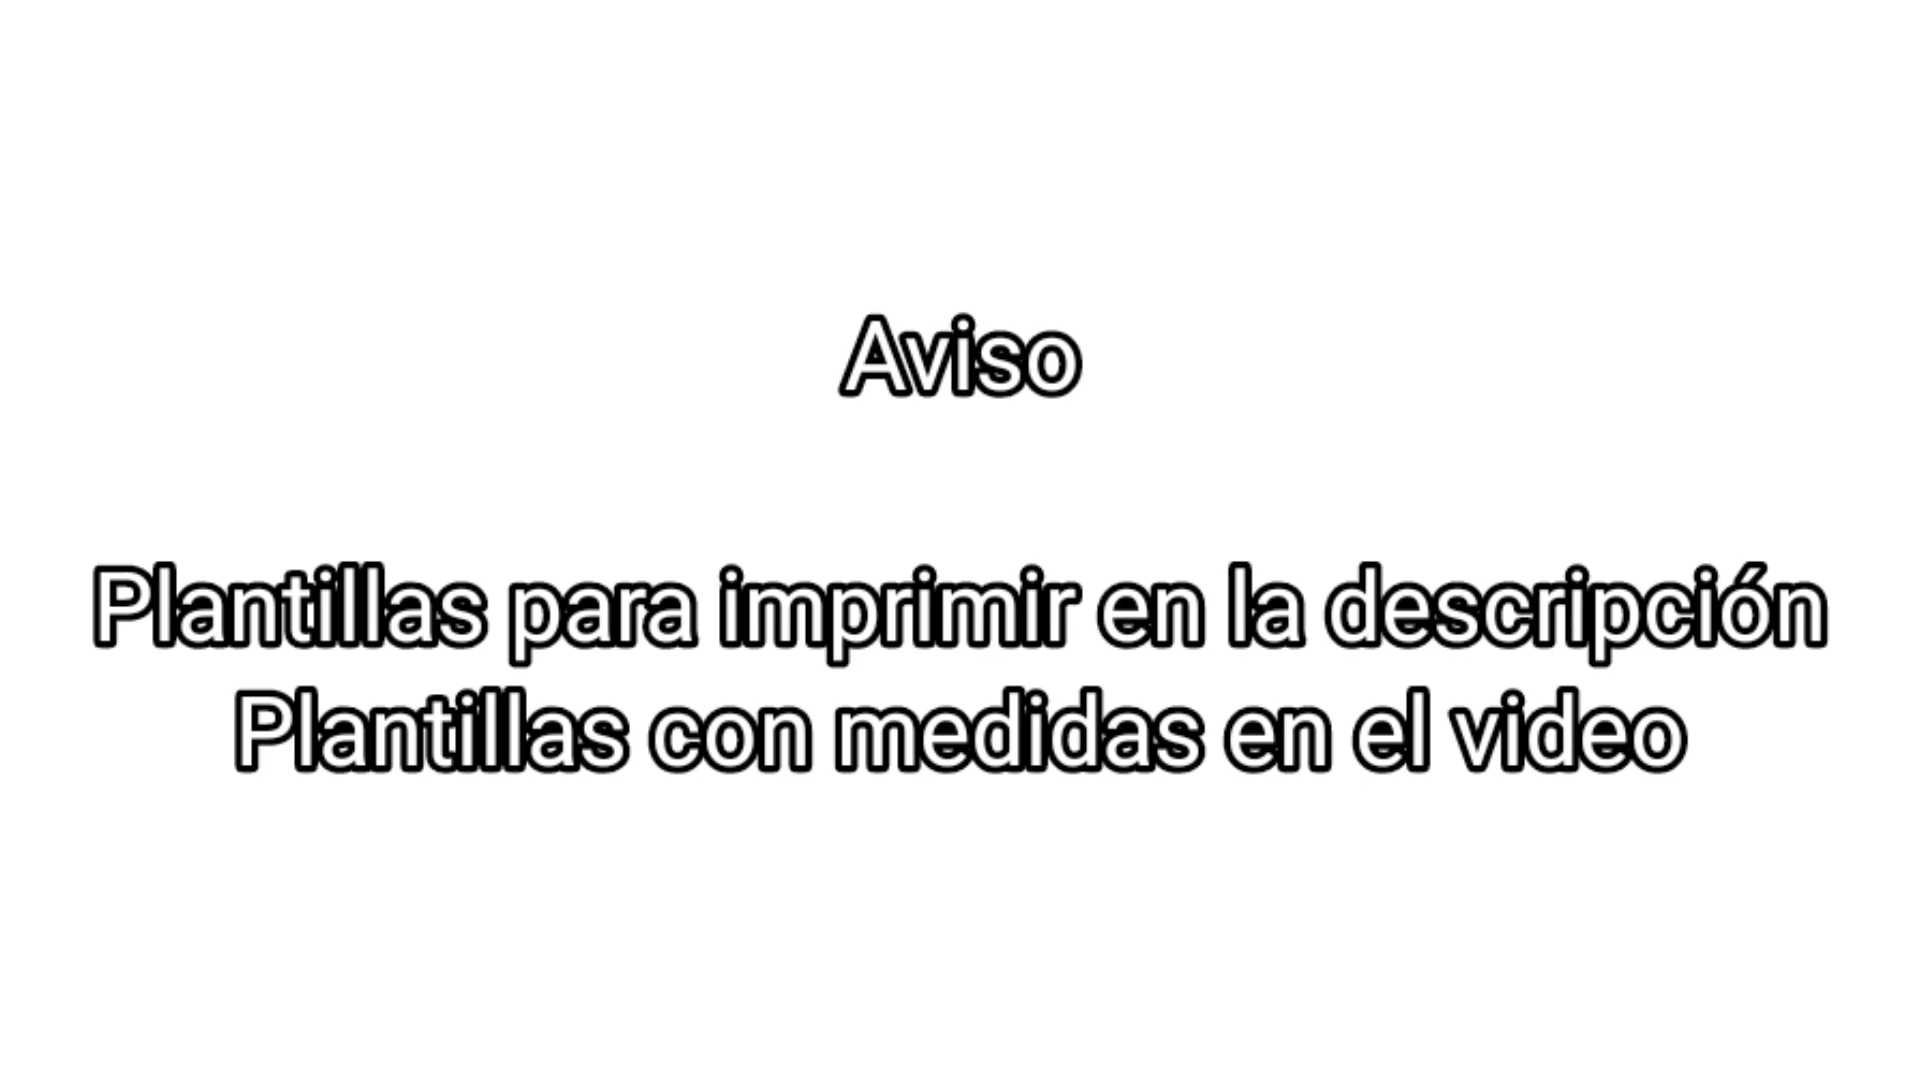 Aviso
Plantillas para imprimir en la descripción
Plantillas con medidas en el video